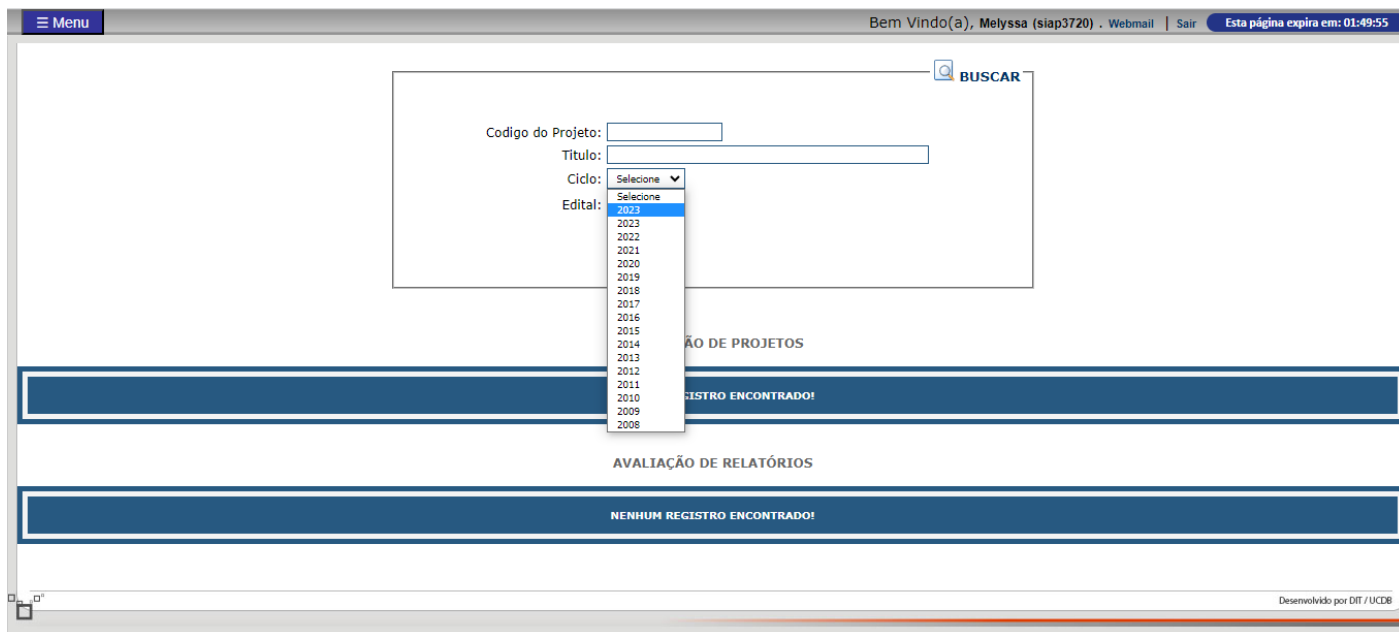 ☰ Menu
Bem Vindo(a), Melyssa (siap3720) . Webmail | Sair
Esta página expira em: 01:49:55
BUSCAR
Codigo do Projeto:
Titulo:
Ciclo: Selecione
Edital:
Selecione
2023
2023
2022
2021
2020
2019
2018
2017
2016
2015
2014
2013
2012
2011
2010
2009
2008
ÃO DE PROJETOS
ISTRO ENCONTRADO!
AVALIAÇÃO DE RELATÓRIOS
NENHUM REGISTRO ENCONTRADO!
Desenvolvido por DIT / UCDB